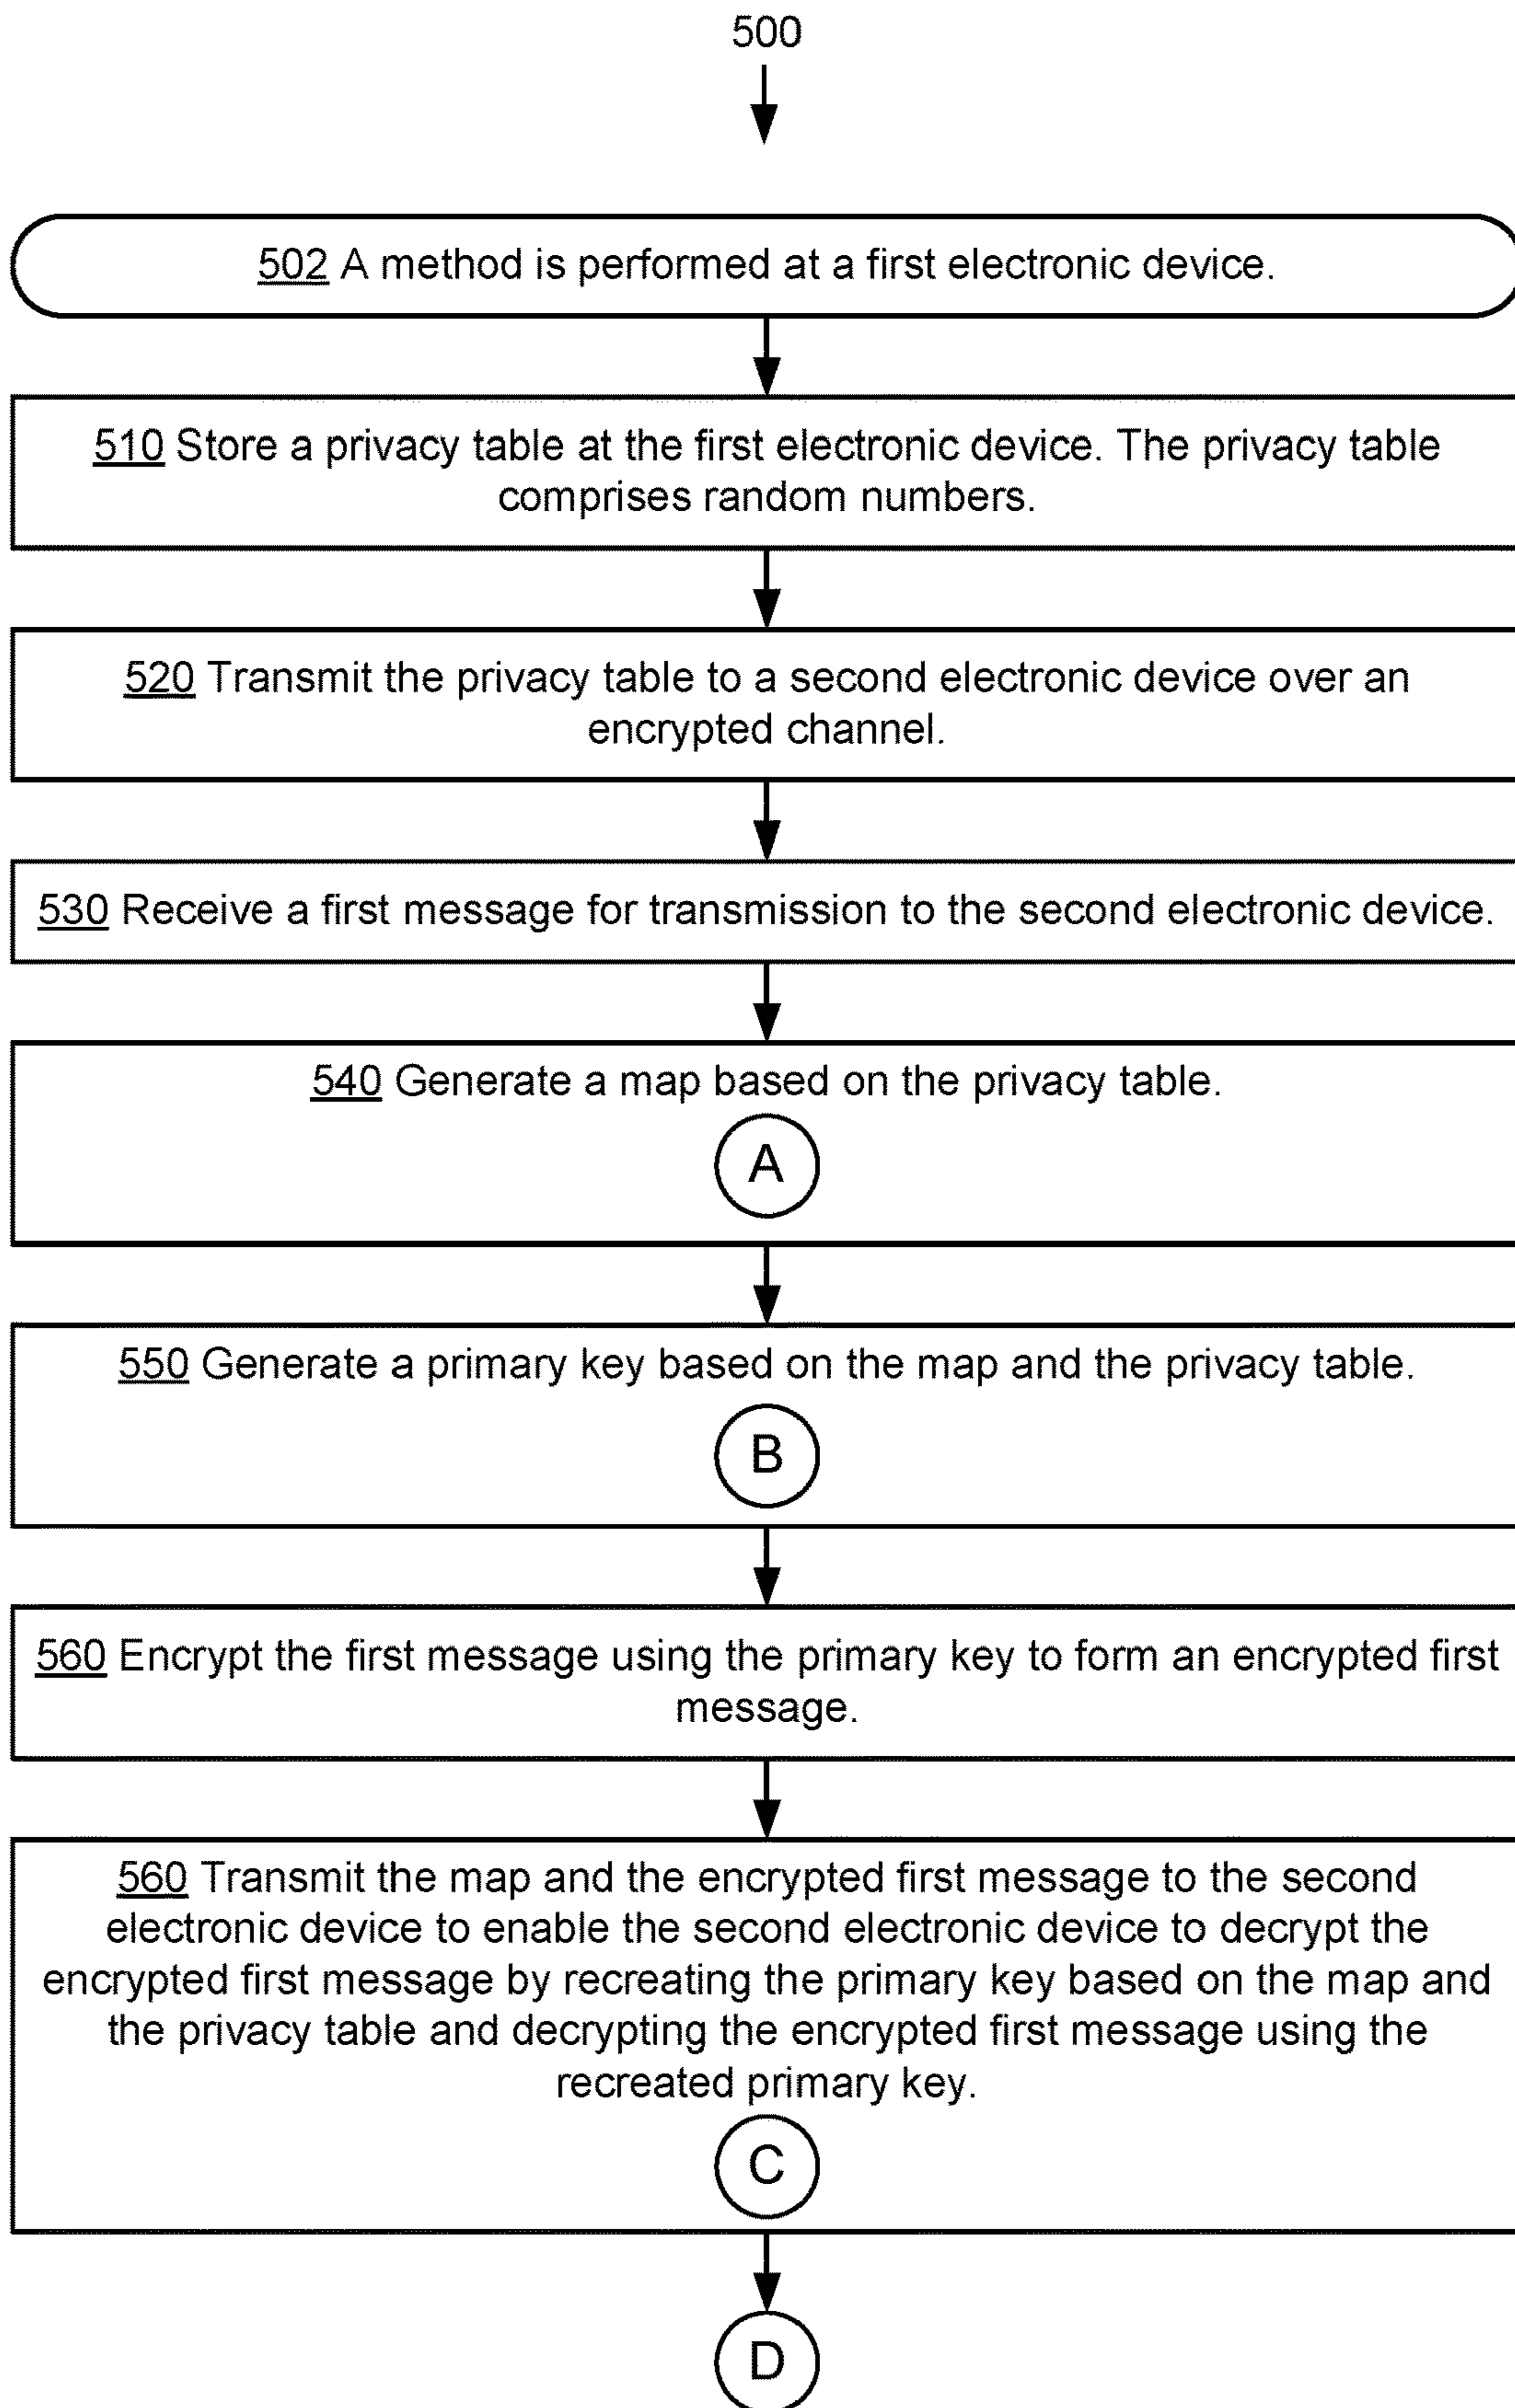 500
502 A method is performed at a first electronic device.
510 Store a privacy table at the first electronic device. The privacy table
comprises random numbers.
520 Transmit the privacy table to a second electronic device over an
encrypted channel.
530 Receive a first message for transmission to the second electronic device.
540 Generate a map based on the privacy table.
A
550 Generate a primary key based on the map and the privacy table.
B
560 Encrypt the first message using the primary key to form an encrypted first
message.
560 Transmit the map and the encrypted first message to the second
electronic device to enable the second electronic device to decrypt the
encrypted first message by recreating the primary key based on the map and
the privacy table and decrypting the encrypted first message using the
recreated primary key.
C
D